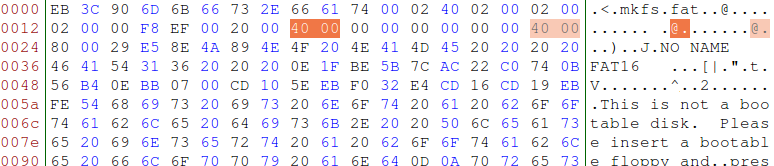 0000 EB 3C 90 6D 6B 66 73 2E 66 61 74 00 02 40 02 00 02 00 .<.mkfs.fat..@....
0012 02 00 00 F8 EF 00 20 00 40 00 00 00 00 00 00 00 40 00 ...... .@.......@.
0024 80 00 29 E5 8E 4A 89 4E 4F 20 4E 41 4D 45 20 20 20 20 ..)..J.NO NAME
0036 46 41 54 31 36 20 20 20 0E 1F BE 5B 7C AC 22 C0 74 0B FAT16   ...[|.".t.
0048 56 B4 0E BB 07 00 CD 10 5E EB F0 32 E4 CD 16 CD 19 EB V.......^..2......
005a FE 54 68 69 73 20 69 73 20 6E 6F 74 20 61 20 62 6F 6F .This is not a boo
006c 74 61 62 6C 65 20 64 69 73 6B 2E 20 20 50 6C 65 61 73 table disk.  Pleas
007e 65 20 69 6E 73 65 72 74 20 61 20 62 6F 6F 74 61 62 6C e insert a bootabl
0090 65 20 66 6C 6F 70 70 79 20 61 6E 64 0D 0A 70 72 65 73 e floppy and..pres